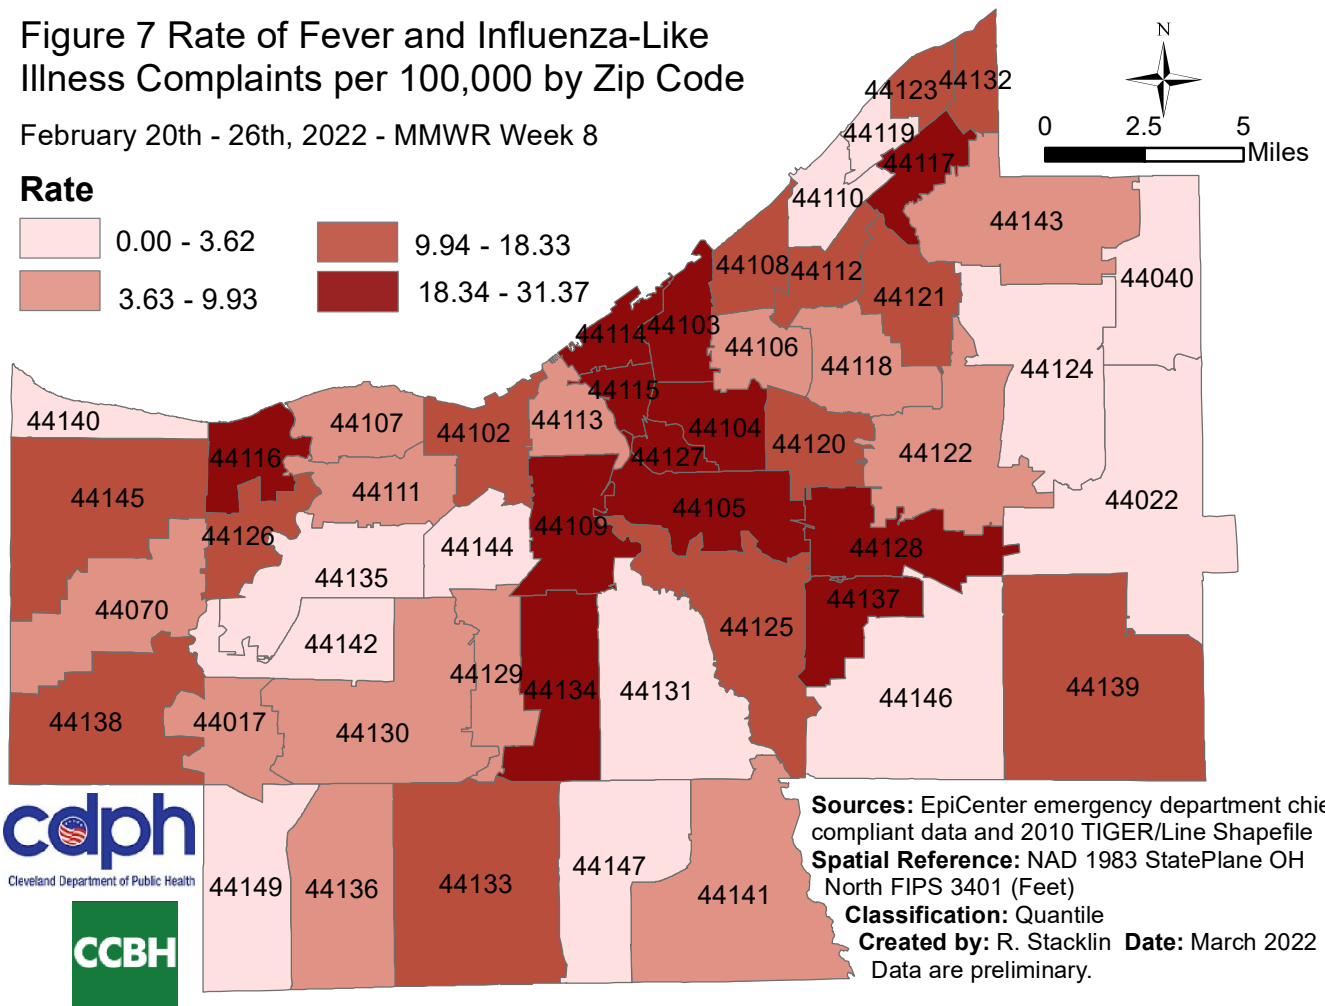 Figure 7 Rate of Fever and Influenza-Like
Illness Complaints per 100,000 by Zip Code
February 20th - 26th, 2022 - MMWR Week 8
Rate
0.00 - 3.62
9.94 - 18.33
3.63 - 9.93
18.34 - 31.37
N
0 2.5 5
Miles
44123
44132
44119
44117
44110
44143
44040
44108
44112
44121
44114
44103
44106
44118
44124
44140
44107
44102
44113
44115
44104
44120
44122
44116
44127
44145
44111
44105
44022
44126
44109
44144
44128
44135
44070
44137
44142
44125
44129
44134
44131
44139
44146
44138
44017
44130
44149
44136
44133
44147
44141
cdph
Cleveland Department of Public Health
CCBH
Sources: EpiCenter emergency department chie
compliant data and 2010 TIGER/Line Shapefile
Spatial Reference: NAD 1983 StatePlane OH
North FIPS 3401 (Feet)
Classification: Quantile
Created by: R. Stacklin Date: March 2022
Data are preliminary.